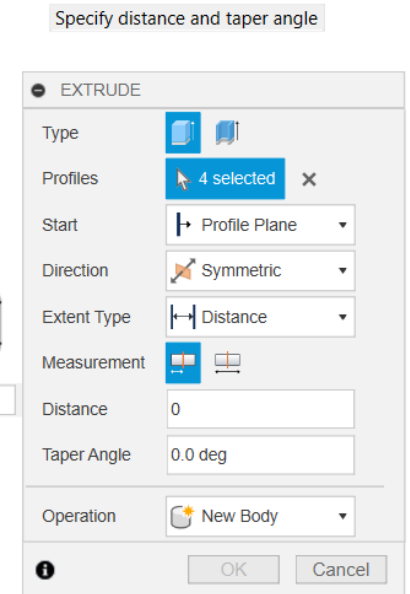 Specify distance and taper angle
EXTRUDE
Type
Profiles 4 selected
Start Profile Plane
Direction Symmetric
Extent Type Distance
Measurement
Distance 0
Taper Angle 0.0 deg
Operation New Body
OK Cancel